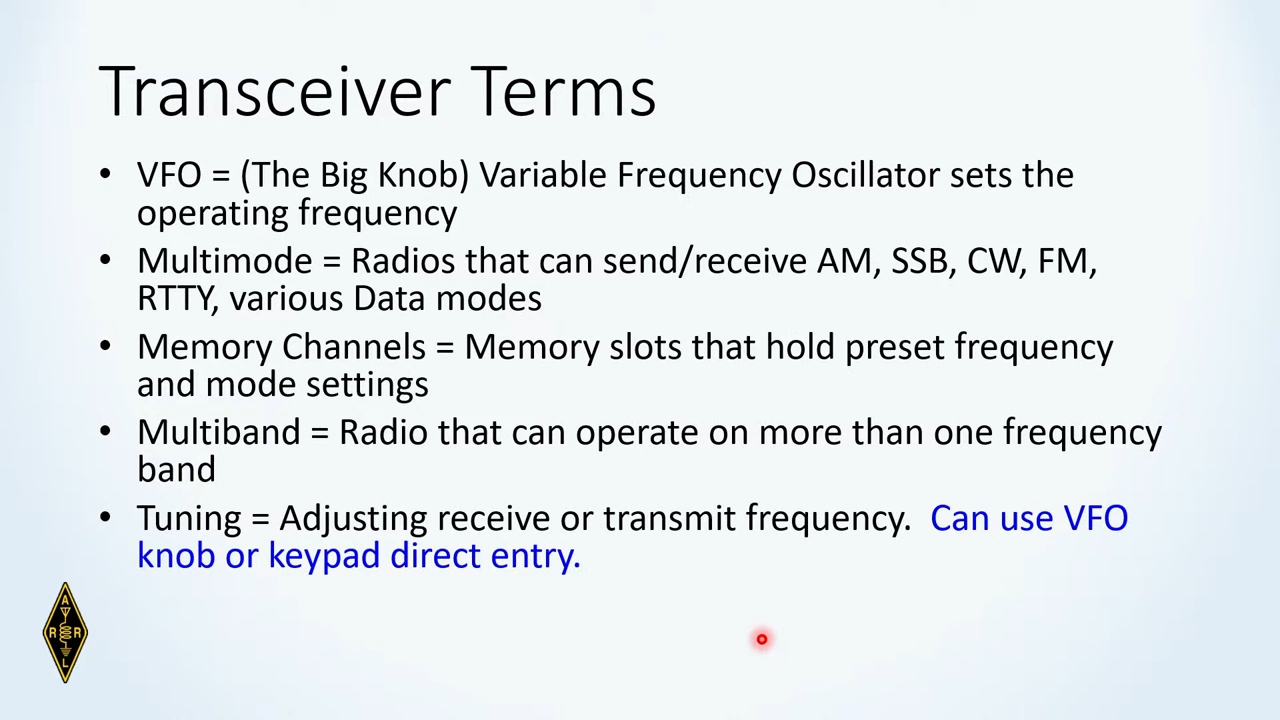 Transceiver Terms
• VFO = (The Big Knob) Variable Frequency Oscillator sets the
operating frequency
• Multimode = Radios that can send/receive AM, SSB, CW, FM,
RTTY, various Data modes
• Memory Channels = Memory slots that hold preset frequency
and mode settings
• Multiband = Radio that can operate on more than one frequency
band
• Tuning = Adjusting receive or transmit frequency.  Can use VFO
knob or keypad direct entry.
A
R R
L